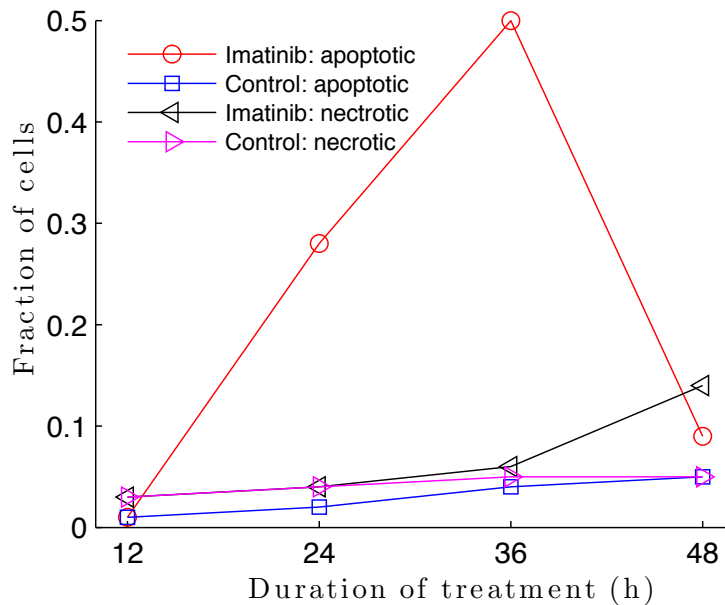 0.5
0.4
0.3
0.2
0.1
0
Fraction of cells
Imatinib: apoptotic
Control: apoptotic
Imatinib: nectrotic
Control: necrotic
12 24 36 48
Duration of treatment (h)